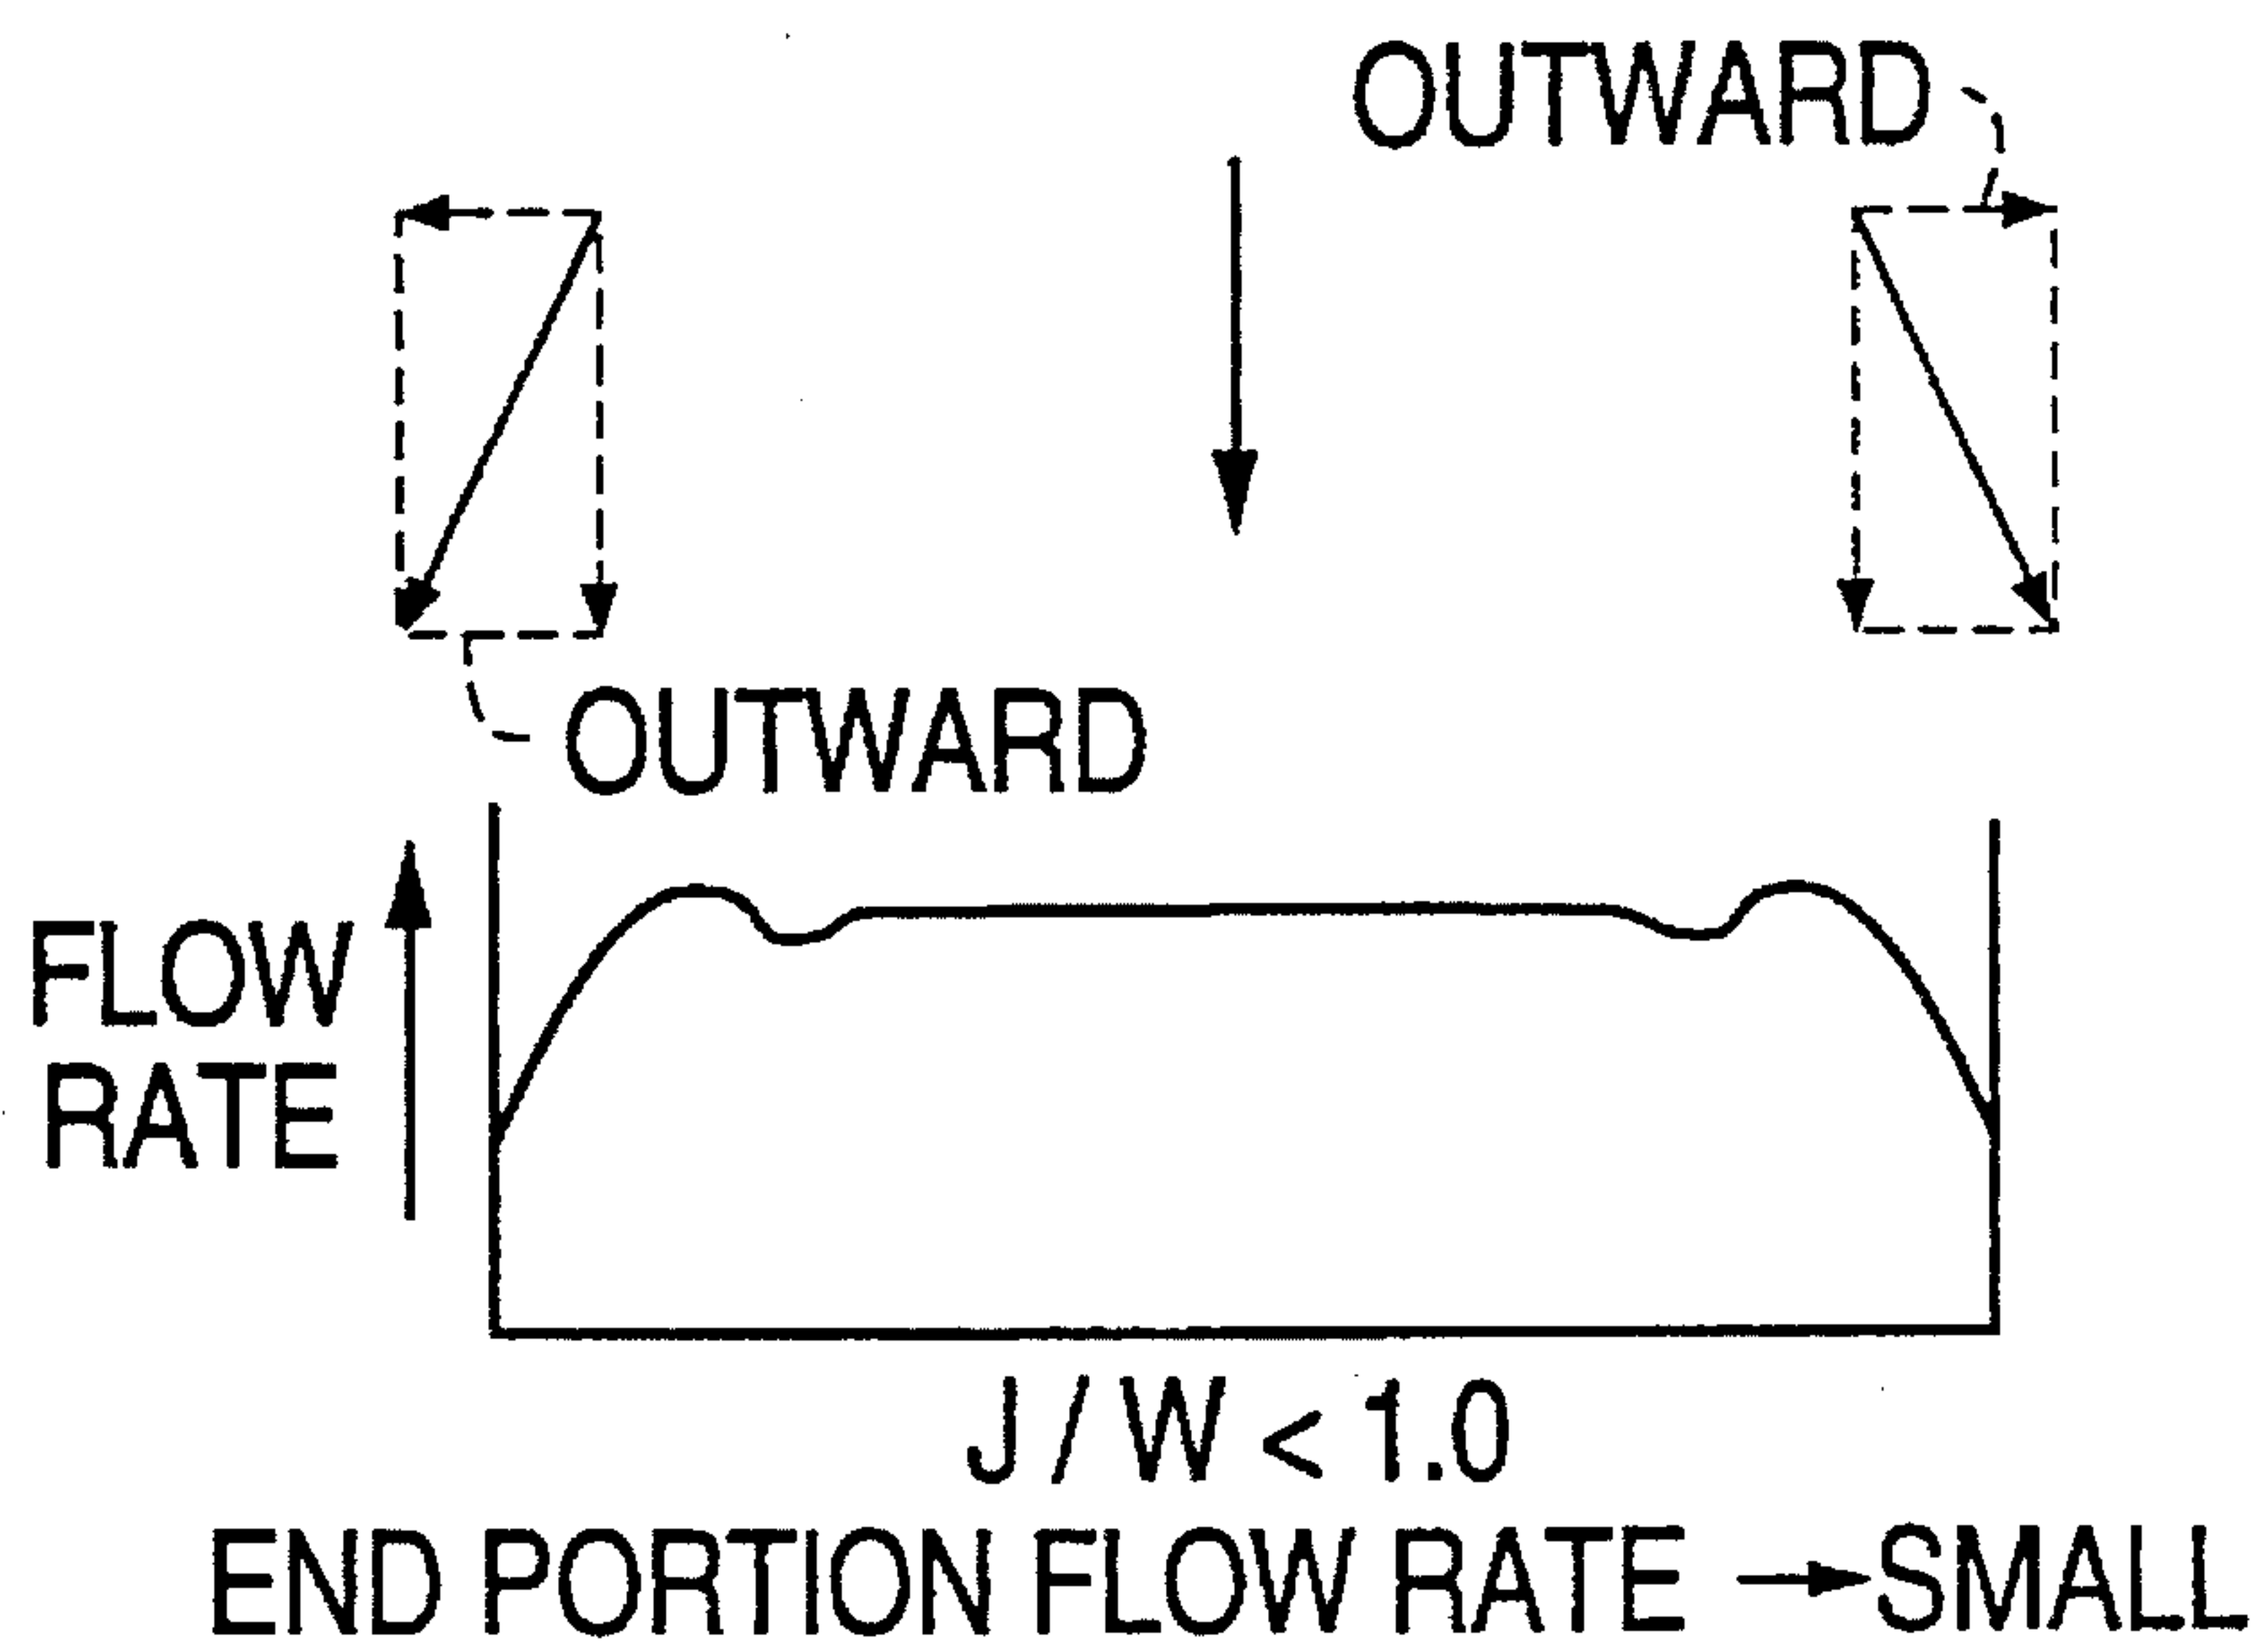 OUTWARD
OUTWARD
FLOW
RATE
J/W<1.0
END PORTION FLOW RATE →SMALL